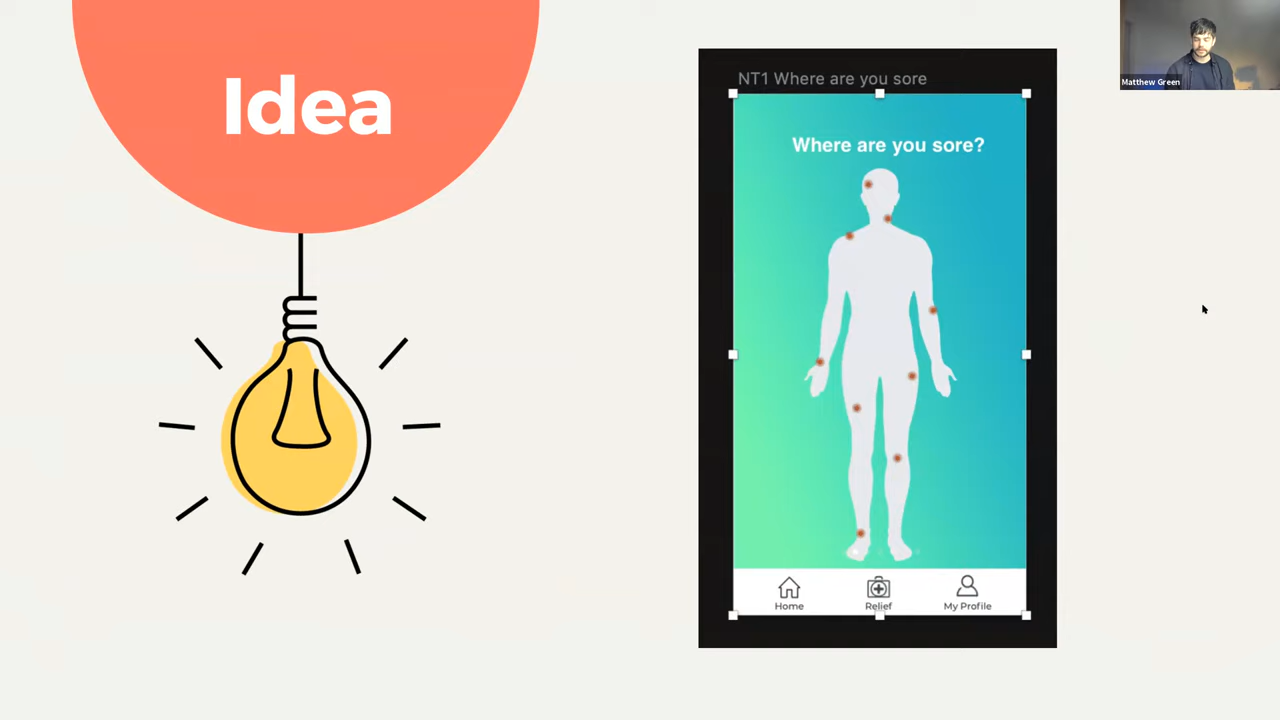 Idea
NT1 Where are you sore
Where are you sore?
Home
Relief
My Profile
Matthew Green